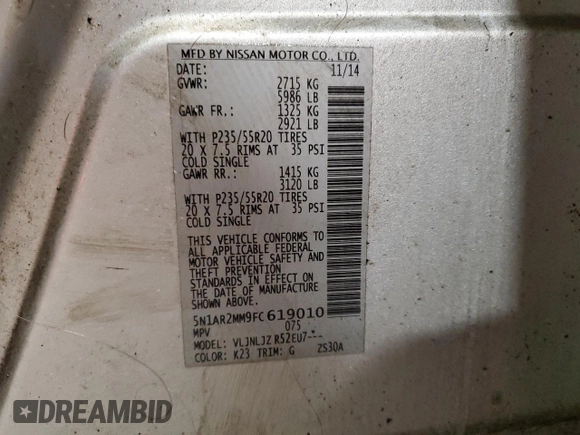 MFD BY NISSAN MOTOR CO., LTD.
DATE: 11/14
GVWR: 2715 KG
5986 LB
GAWR FR.: 1325 KG
2921 LB
WITH P235/55R20 TIRES
20 X 7.5 RIMS AT 35 PSI
COLD SINGLE
GAWR RR.: 1415 KG
3120 LB
WITH P235/55R20 TIRES
20 X 7.5 RIMS AT 35 PSI
COLD SINGLE
THIS VEHICLE CONFORMS TO
ALL APPLICABLE FEDERAL
MOTOR VEHICLE SAFETY AND
THEFT PREVENTION
STANDARDS IN EFFECT ON
THE DATE OF MANUFACTURE
SHOWN ABOVE.
5N1AR2MM9FC619010
MPV 075
MODEL: VLJNLJZ R52EU7---*
COLOR: K23 TRIM: G ZS30A
DREAMBID